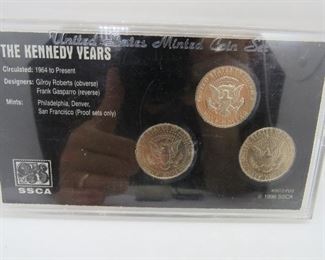 United States Minted Coin Set
THE KENNEDY YEARS
Circulated: 1964 to Present
Designers: Gilroy Roberts (obverse)
Frank Gasparro (reverse)
Mints: Philadelphia, Denver,
San Francisco (Proof sets only)
SSCA
SSCA